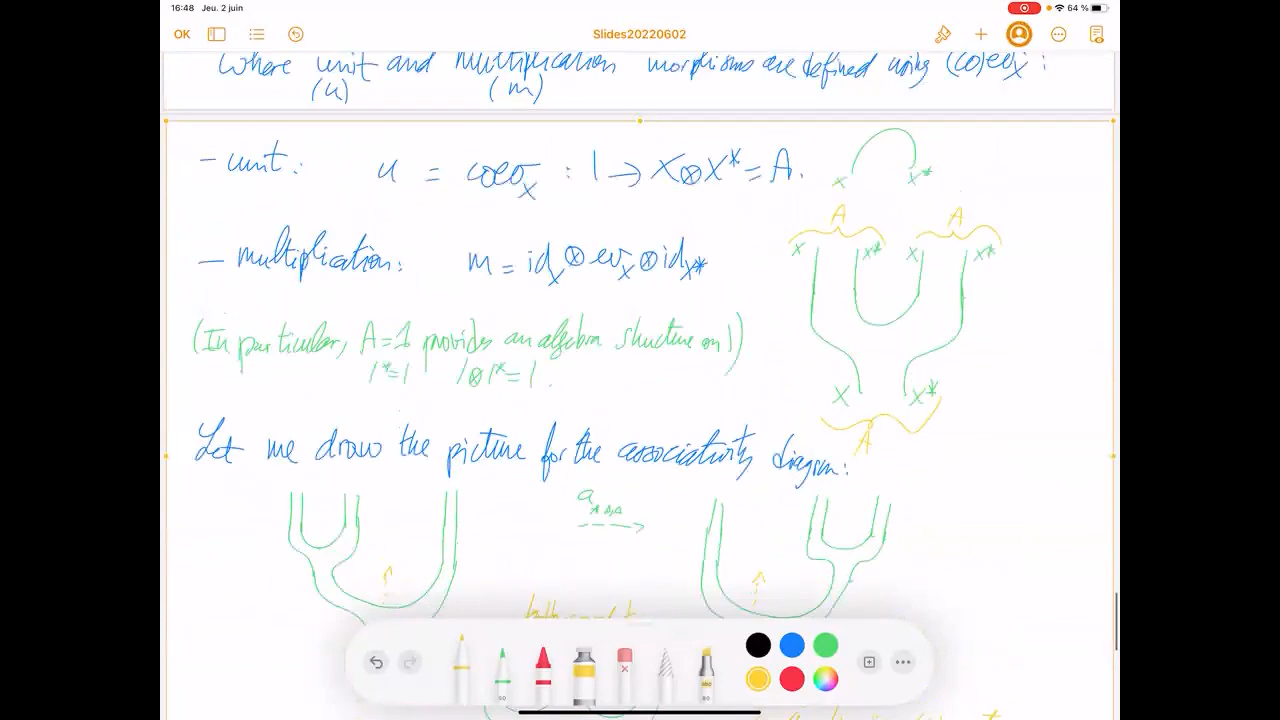 16:48 Jeu. 2 juin
64 %
OK
Slides20220602
Where unit and multiplication morphisms are defined using (co)ev_X :
(u) (m)
- unit: u = coev_X : 1 → X⊗X* = A.
X X*
A A
- multiplication: m = id_X ⊗ ev_X ⊗ id_X*
X X* X X*
(In particular, A=1 provides an algebra structure on 1)
1*=1 1⊗1*=1.
X X*
A
Let me draw the picture for the associativity diagram:
a_A,A,A